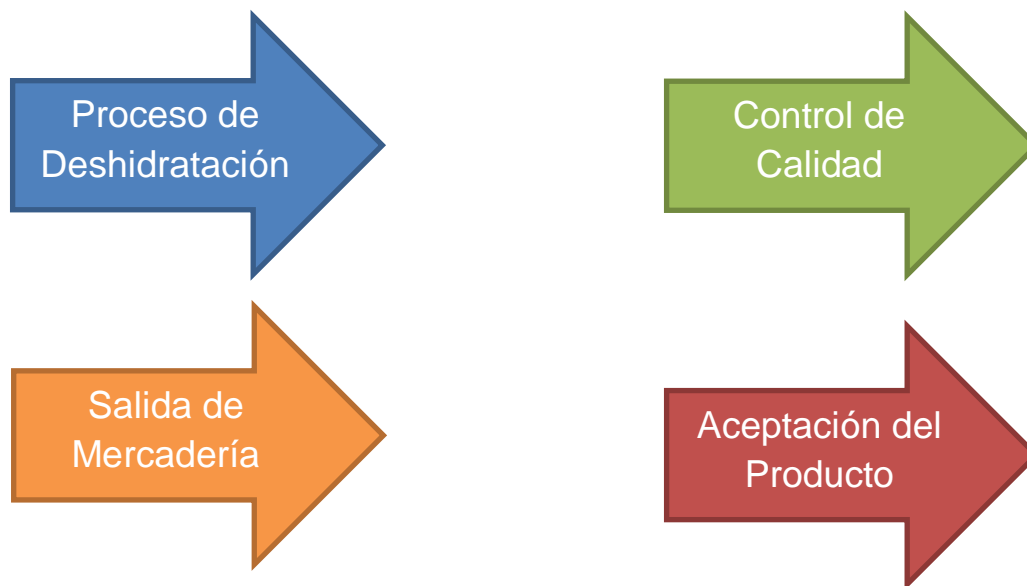 Proceso de
Deshidratación
Control de
Calidad
Salida de
Mercadería
Aceptación del
Producto